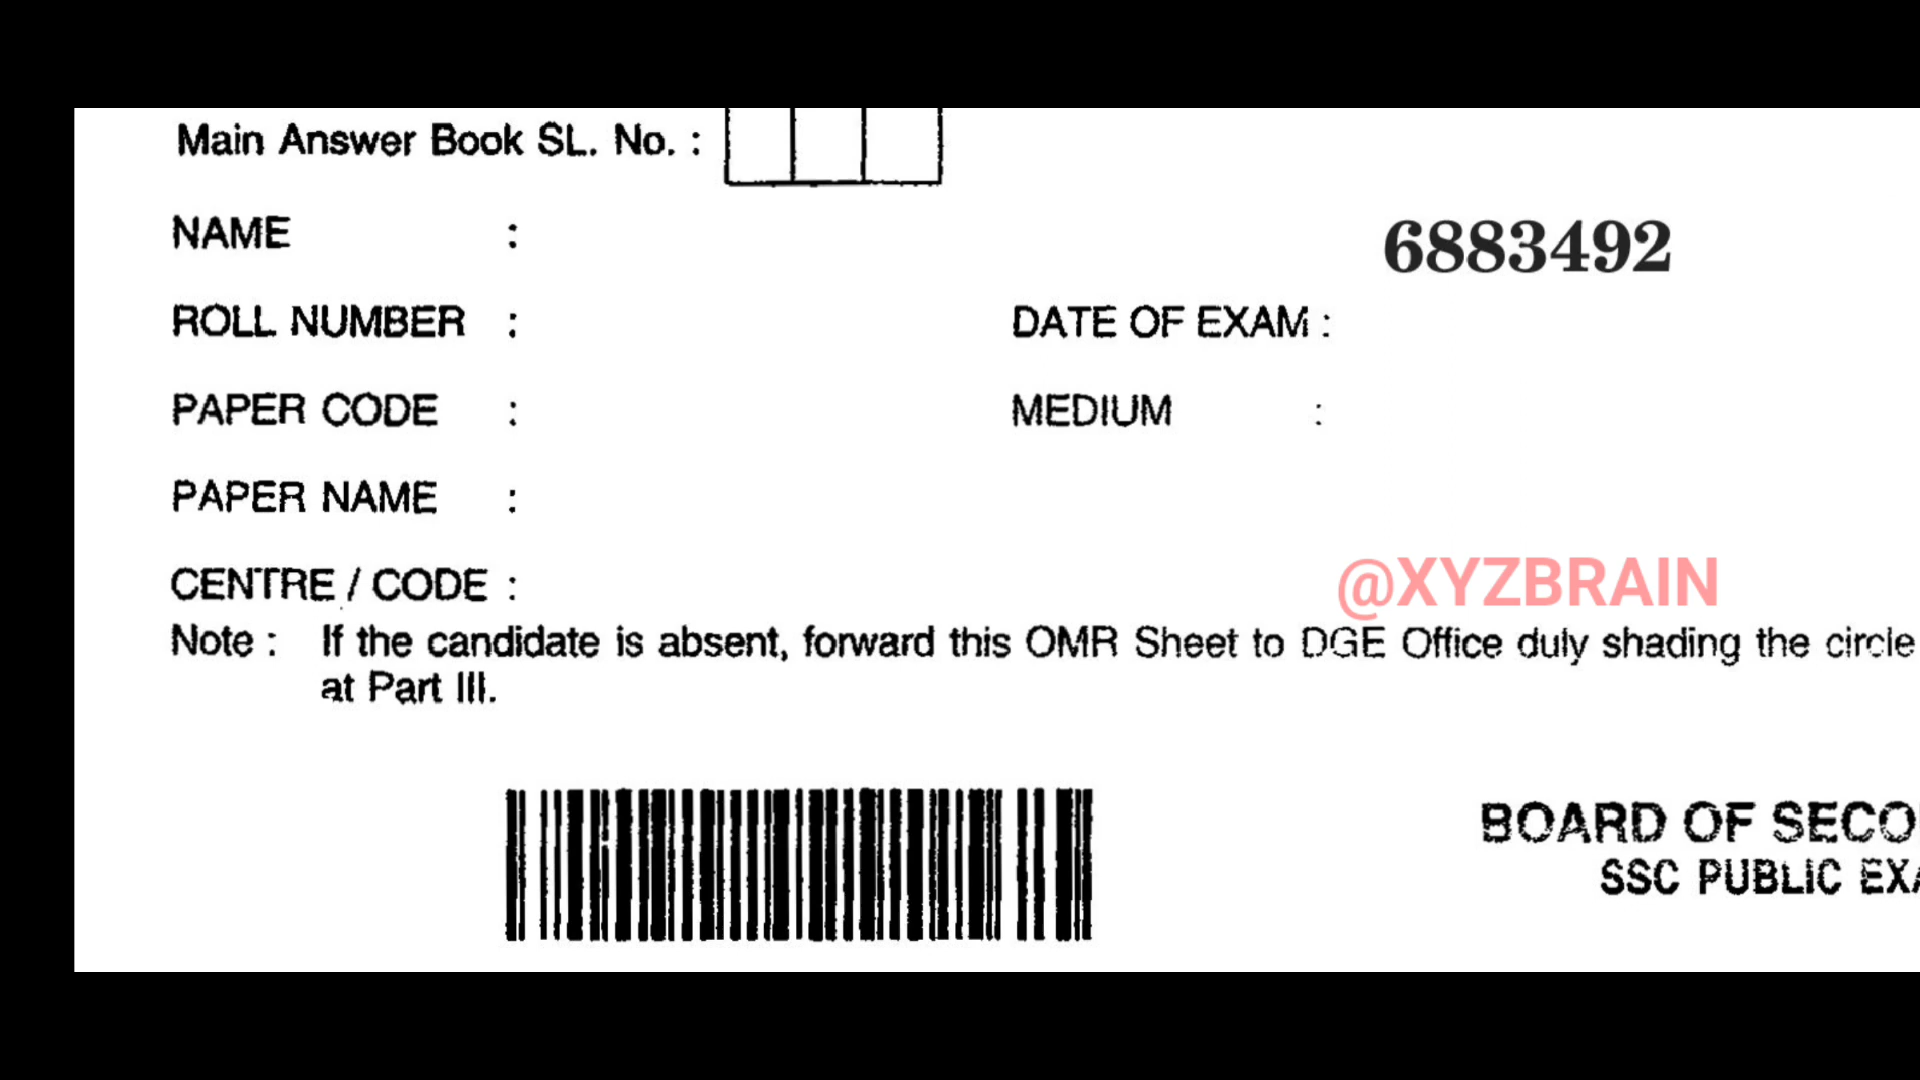 Main Answer Book SL. No. :
NAME :
6883492
ROLL NUMBER :
DATE OF EXAM :
PAPER CODE :
MEDIUM :
PAPER NAME :
CENTRE / CODE :
@XYZBRAIN
Note : If the candidate is absent, forward this OMR Sheet to DGE Office duly shading the circle
at Part III.
BOARD OF SECO
SSC PUBLIC EXA